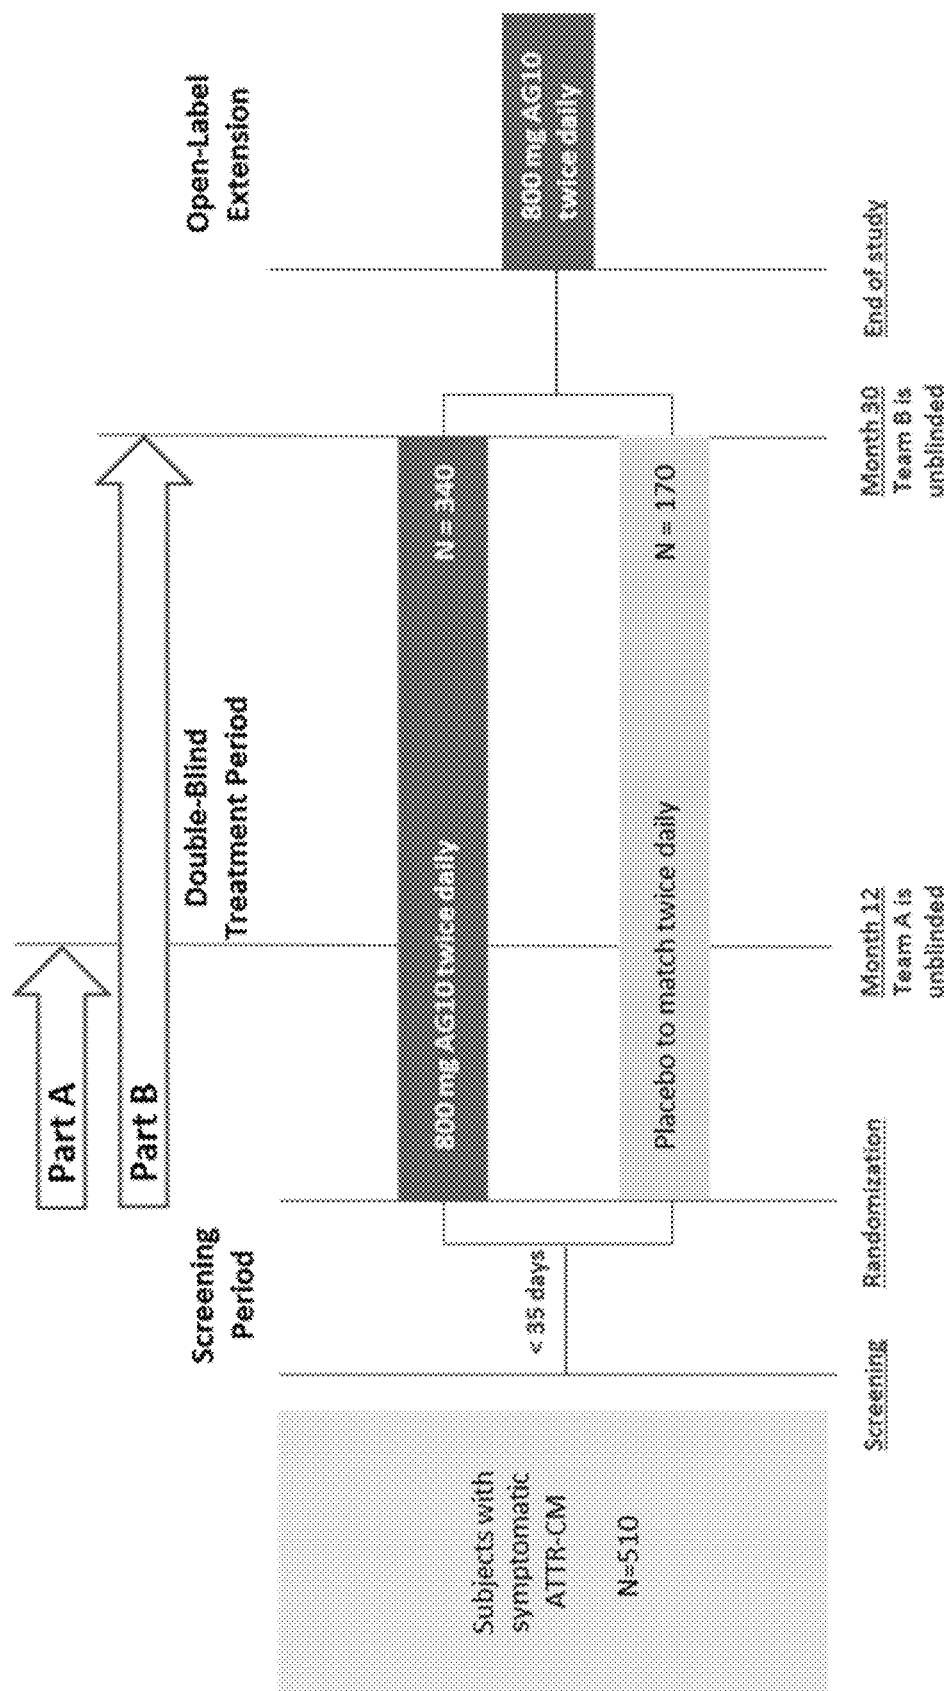 Part A
Part B
Screening
Period
Double-Blind
Treatment Period
Open-Label
Extension
Subjects with
symptomatic
ATTR-CM
N=510
< 35 days
800 mg AG10 twice daily
N = 340
Placebo to match twice daily
N = 170
800 mg AG10
twice daily
Screening
Randomization
Month 12
Team A is
unblinded
Month 30
Team B is
unblinded
End of study